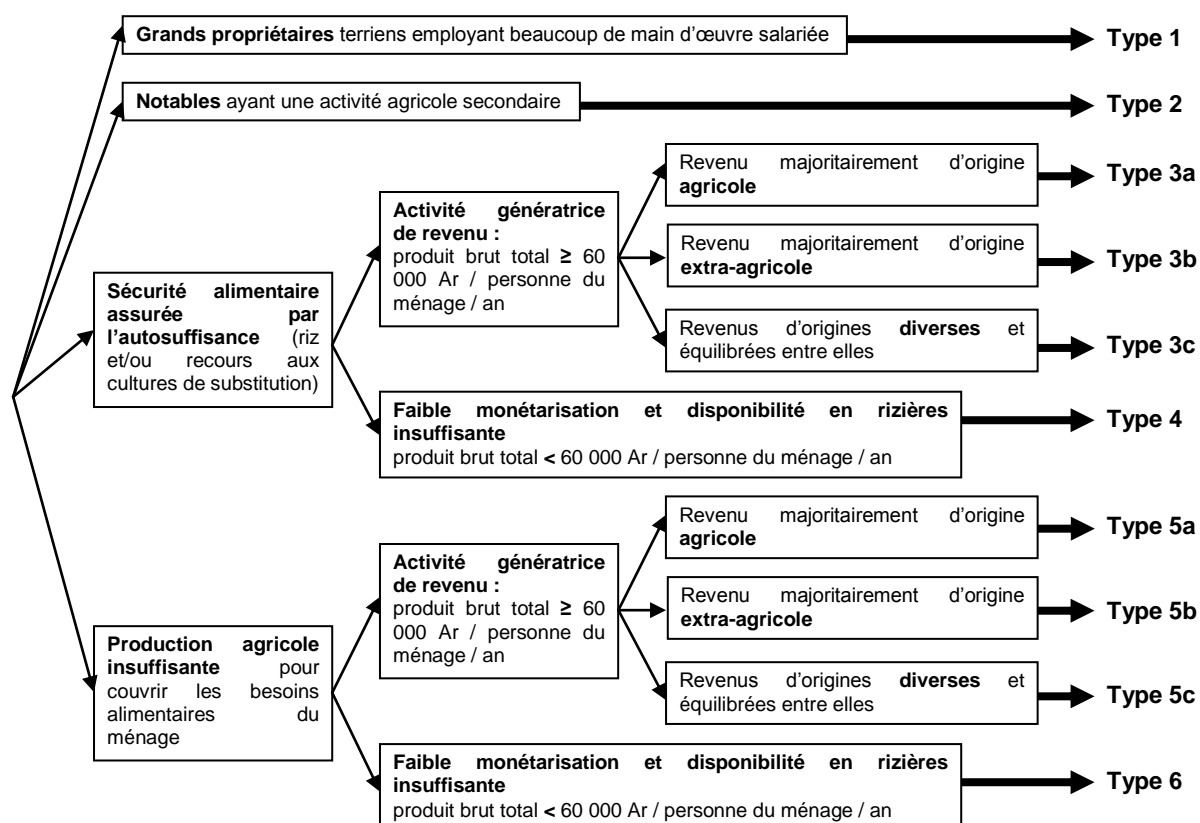 Grands propriétaires terriens employant beaucoup de main d'œuvre salariée
Type 1
Notables ayant une activité agricole secondaire
Type 2
Sécurité alimentaire
assurée par
l'autosuffisance (riz
et/ou recours aux
cultures de substitution)
Activité génératrice
de revenu :
produit brut total ≥ 60
000 Ar / personne du
ménage / an
Revenu majoritairement d'origine
agricole
Type 3a
Revenu majoritairement d'origine
extra-agricole
Type 3b
Revenus d'origines diverses et
équilibrées entre elles
Type 3c
Faible monétarisation et disponibilité en rizières
insuffisante
produit brut total < 60 000 Ar / personne du ménage / an
Type 4
Production agricole
insuffisante pour
couvrir les besoins
alimentaires du
ménage
Activité génératrice
de revenu :
produit brut total ≥ 60
000 Ar / personne du
ménage / an
Revenu majoritairement d'origine
agricole
Type 5a
Revenu majoritairement d'origine
extra-agricole
Type 5b
Revenus d'origines diverses et
équilibrées entre elles
Type 5c
Faible monétarisation et disponibilité en rizières
insuffisante
produit brut total < 60 000 Ar / personne du ménage / an
Type 6